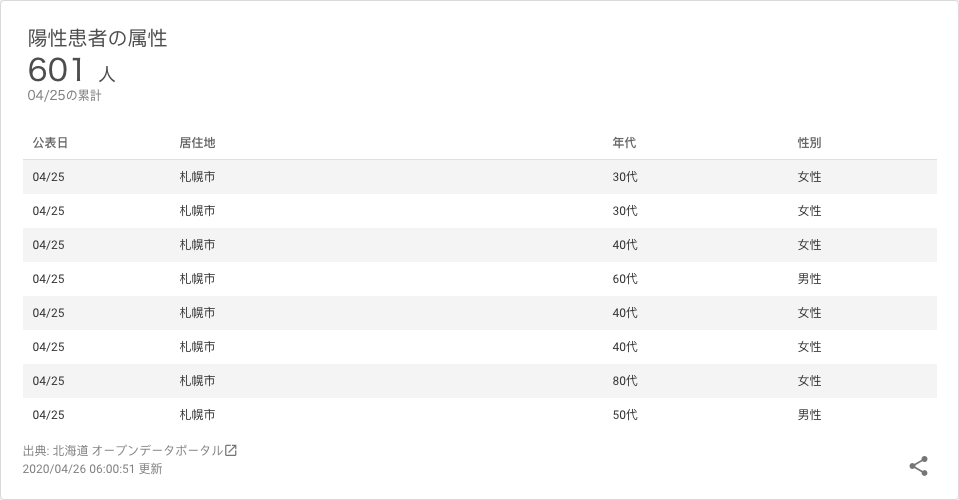 陽性患者の属性
601 人
04/25の累計
公表日 居住地 年代 性別
04/25 札幌市 30代 女性
04/25 札幌市 30代 女性
04/25 札幌市 40代 女性
04/25 札幌市 60代 男性
04/25 札幌市 40代 女性
04/25 札幌市 40代 女性
04/25 札幌市 80代 女性
04/25 札幌市 50代 男性
出典: 北海道 オープンデータポータル
2020/04/26 06:00:51 更新